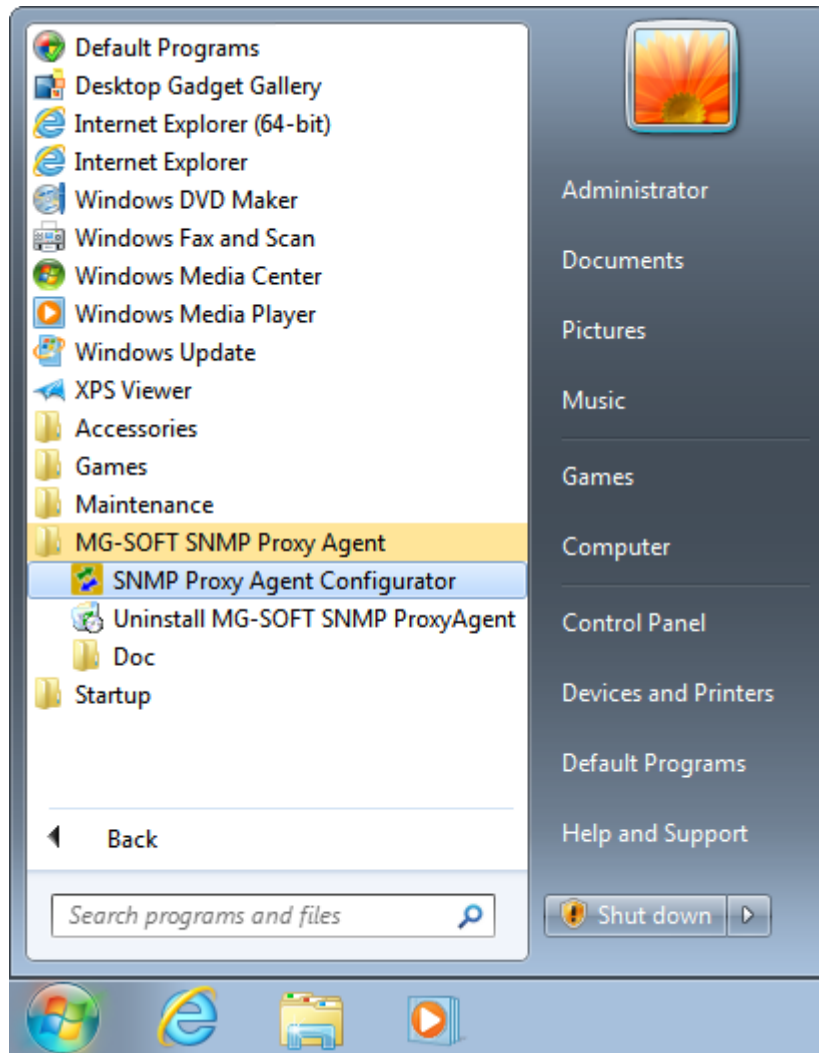 Default Programs
Desktop Gadget Gallery
Internet Explorer (64-bit)
Internet Explorer
Windows DVD Maker
Windows Fax and Scan
Windows Media Center
Windows Media Player
Windows Update
XPS Viewer
Accessories
Games
Maintenance
MG-SOFT SNMP Proxy Agent
SNMP Proxy Agent Configurator
Uninstall MG-SOFT SNMP ProxyAgent
Doc
Startup
Back
Search programs and files
Administrator
Documents
Pictures
Music
Games
Computer
Control Panel
Devices and Printers
Default Programs
Help and Support
Shut down